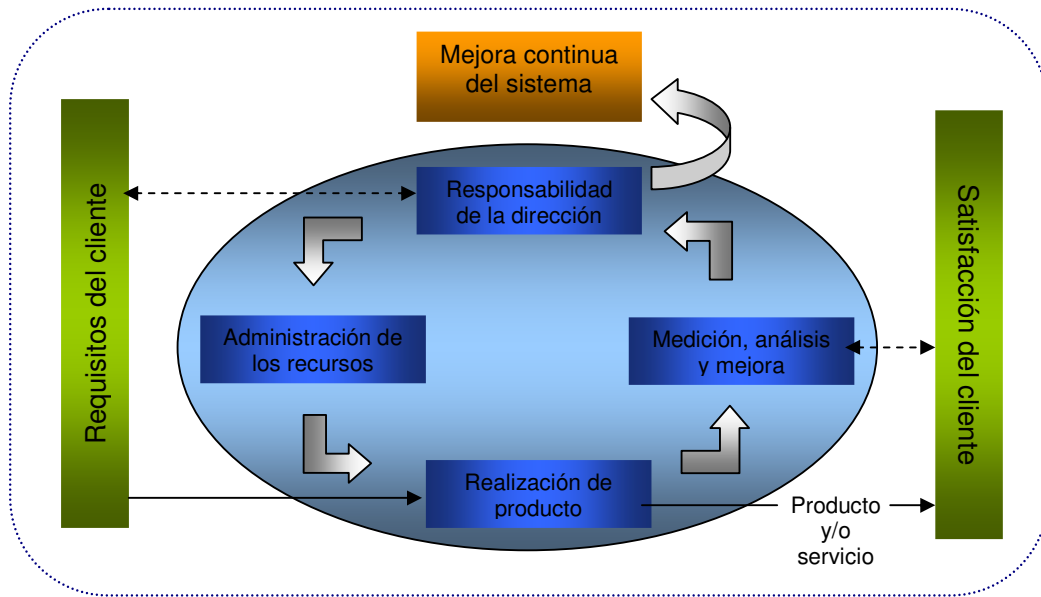 Mejora continua
del sistema
Requisitos del cliente
Responsabilidad
de la dirección
Satisfacción del cliente
Administración de
los recursos
Medición, análisis
y mejora
Realización de
producto
Producto
y/o
servicio